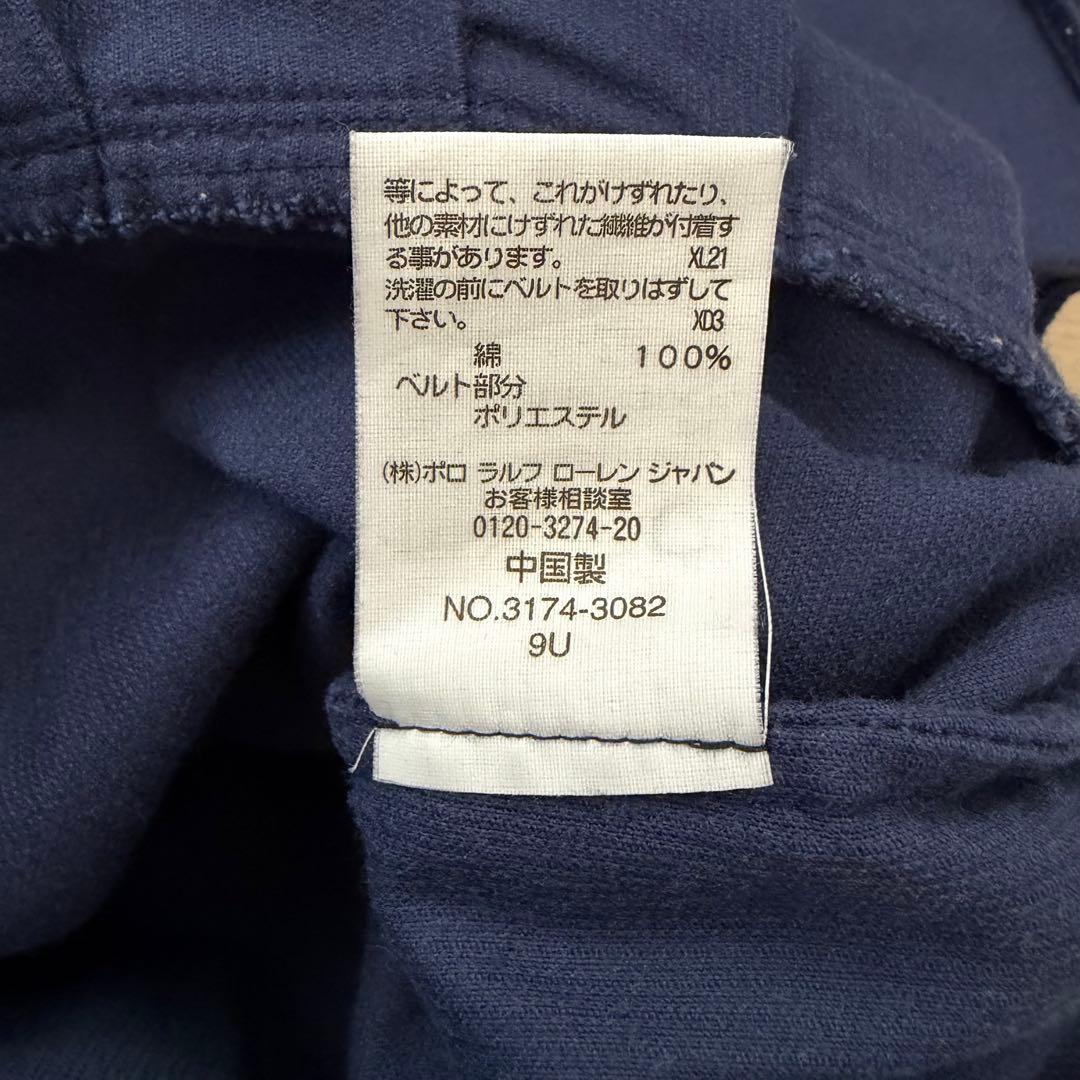 等によって、これがけずれたり、
他の素材にけずれた繊維が付着す
る事があります。 XL21
洗濯の前にベルトを取りはずして
下さい。 XD3
綿 100%
ベルト部分
ポリエステル
(株)ポロ ラルフ ローレン ジャパン
お客様相談室
0120-3274-20
中国製
NO.3174-3082
9U